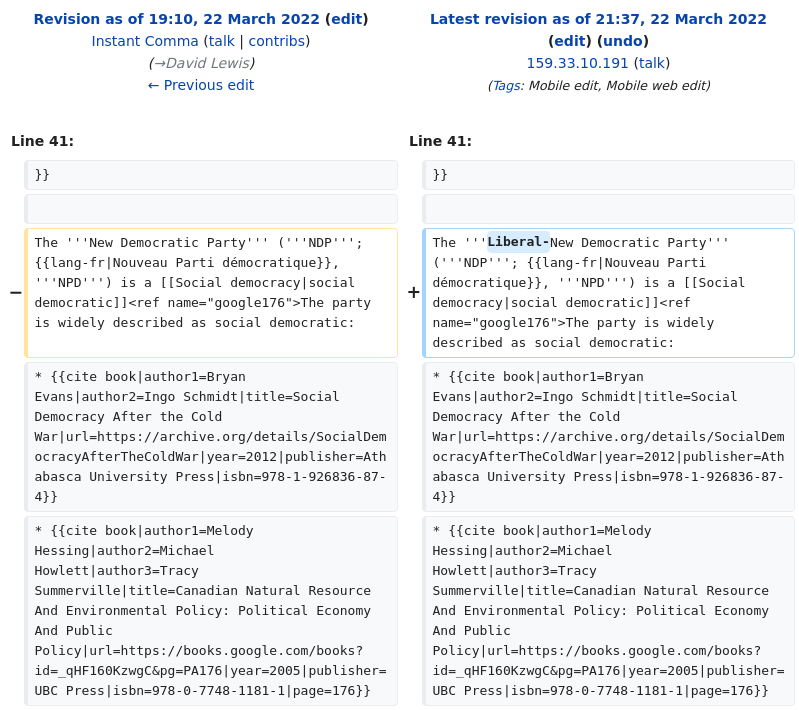 Revision as of 19:10, 22 March 2022 (edit)
Instant Comma (talk | contribs)
(→David Lewis)
← Previous edit
Latest revision as of 21:37, 22 March 2022
(edit) (undo)
159.33.10.191 (talk)
(Tags: Mobile edit, Mobile web edit)
Line 41:
Line 41:
}}
}}
−
The '''New Democratic Party''' ('''NDP''';
{{lang-fr|Nouveau Parti démocratique}},
'''NPD''') is a [[Social democracy|social
democratic]]<ref name="google176">The party
is widely described as social democratic:
+
The '''Liberal-New Democratic Party'''
('''NDP'''; {{lang-fr|Nouveau Parti
démocratique}}, '''NPD''') is a [[Social
democracy|social democratic]]<ref
name="google176">The party is widely
described as social democratic:
* {{cite book|author1=Bryan
Evans|author2=Ingo Schmidt|title=Social
Democracy After the Cold
War|url=https://archive.org/details/SocialDem
ocracyAfterTheColdWar|year=2012|publisher=Ath
abasca University Press|isbn=978-1-926836-87-
4}}
* {{cite book|author1=Bryan
Evans|author2=Ingo Schmidt|title=Social
Democracy After the Cold
War|url=https://archive.org/details/SocialDem
ocracyAfterTheColdWar|year=2012|publisher=Ath
abasca University Press|isbn=978-1-926836-87-
4}}
* {{cite book|author1=Melody
Hessing|author2=Michael
Howlett|author3=Tracy
Summerville|title=Canadian Natural Resource
And Environmental Policy: Political Economy
And Public
Policy|url=https://books.google.com/books?
id=_qHF160KzwgC&pg=PA176|year=2005|publisher=
UBC Press|isbn=978-0-7748-1181-1|page=176}}
* {{cite book|author1=Melody
Hessing|author2=Michael
Howlett|author3=Tracy
Summerville|title=Canadian Natural Resource
And Environmental Policy: Political Economy
And Public
Policy|url=https://books.google.com/books?
id=_qHF160KzwgC&pg=PA176|year=2005|publisher=
UBC Press|isbn=978-0-7748-1181-1|page=176}}